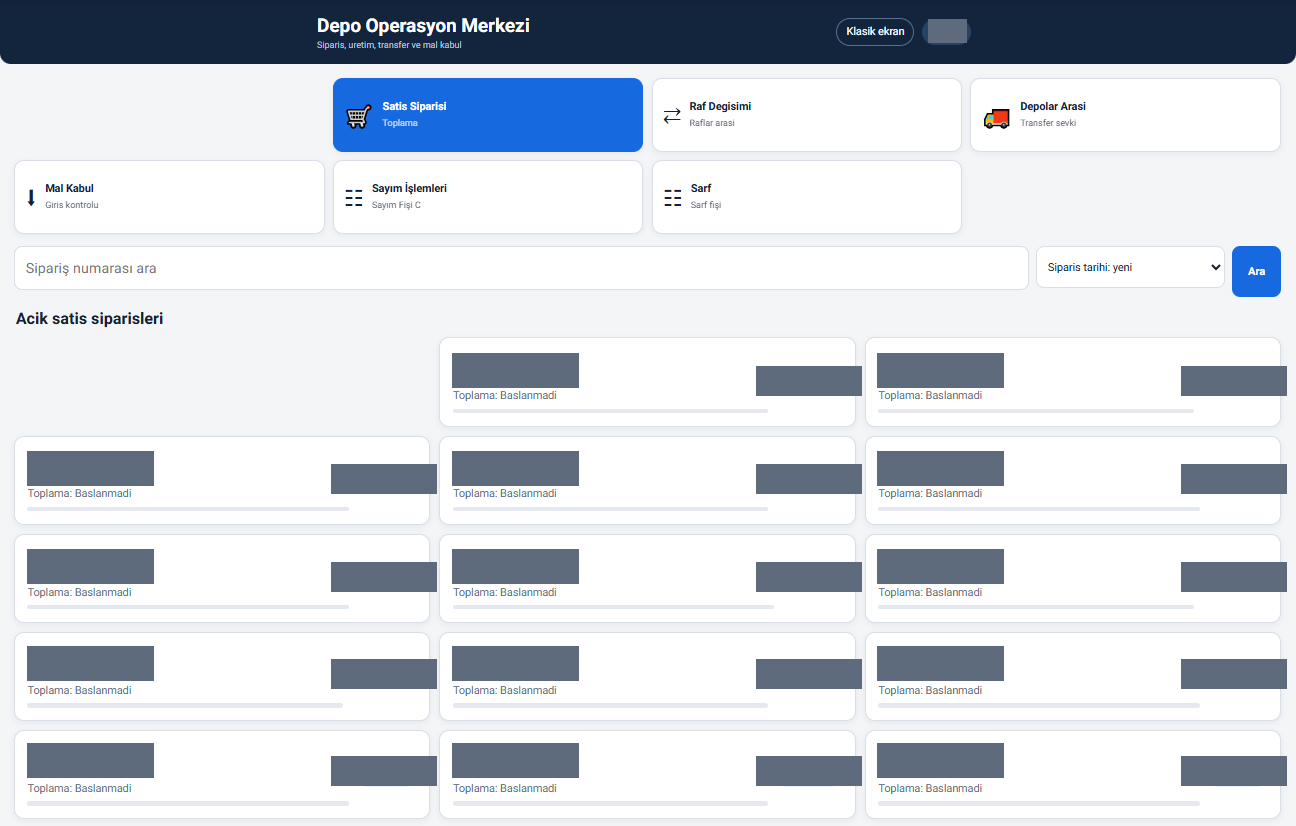 Depo Operasyon Merkezi
Siparis, uretim, transfer ve mal kabul
Klasik ekran
Satis Siparisi
Toplama
Raf Degisimi
Raflar arasi
Depolar Arasi
Transfer sevki
Mal Kabul
Giris kontrolu
Sayım İşlemleri
Sayım Fişi C
Sarf
Sarf fişi
Sipariş numarası ara
Siparis tarihi: yeni
Ara
Acik satis siparisleri
Toplama: Baslanmadi
Toplama: Baslanmadi
Toplama: Baslanmadi
Toplama: Baslanmadi
Toplama: Baslanmadi
Toplama: Baslanmadi
Toplama: Baslanmadi
Toplama: Baslanmadi
Toplama: Baslanmadi
Toplama: Baslanmadi
Toplama: Baslanmadi
Toplama: Baslanmadi
Toplama: Baslanmadi
Toplama: Baslanmadi